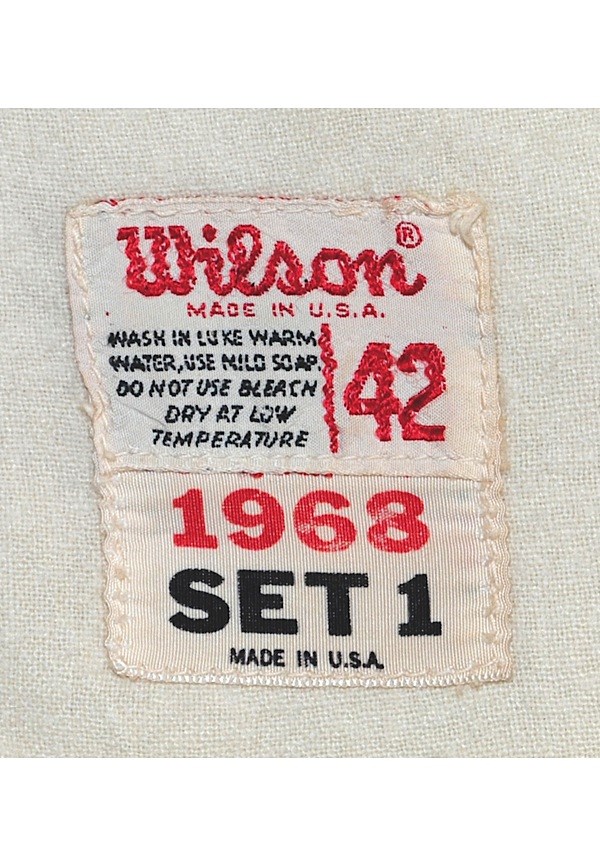 Wilson®
MADE IN U.S.A.
WASH IN LUKE WARM
WATER, USE MILD SOAP.
DO NOT USE BLEACH
DRY AT LOW
TEMPERATURE
42
1968
SET 1
MADE IN U.S.A.